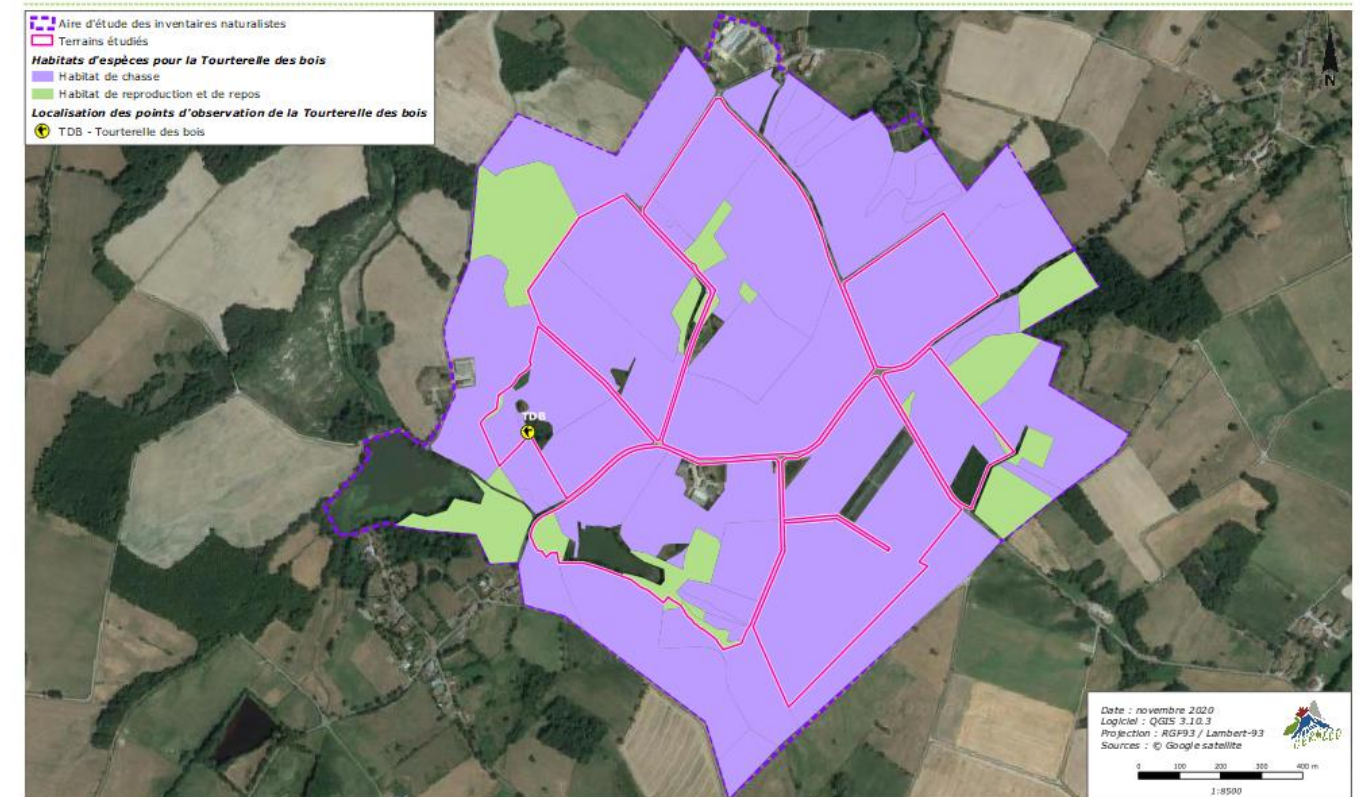 Aire d'étude des inventaires naturalistes
Terrains étudiés
Habitats d'espèces pour la Tourterelle des bois
Habitat de chasse
Habitat de reproduction et de repos
Localisation des points d'observation de la Tourterelle des bois
TDB - Tourterelle des bois
N
TDB
Date : novembre 2020
Logiciel : QGIS 3.10.3
Projection : RGF93 / Lambert-93
Sources : © Google satellite
0 100 200 300 400 m
1:8500